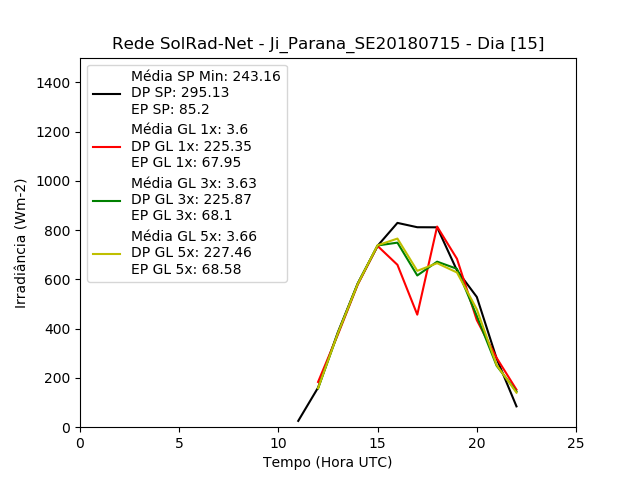 Rede SolRad-Net - Ji_Parana_SE20180715 - Dia [15]
Média SP Min: 243.16
DP SP: 295.13
EP SP: 85.2
Média GL 1x: 3.6
DP GL 1x: 225.35
EP GL 1x: 67.95
Média GL 3x: 3.63
DP GL 3x: 225.87
EP GL 3x: 68.1
Média GL 5x: 3.66
DP GL 5x: 227.46
EP GL 5x: 68.58
Irradiância (Wm-2)
1400
1200
1000
800
600
400
200
0
0 5 10 15 20 25
Tempo (Hora UTC)